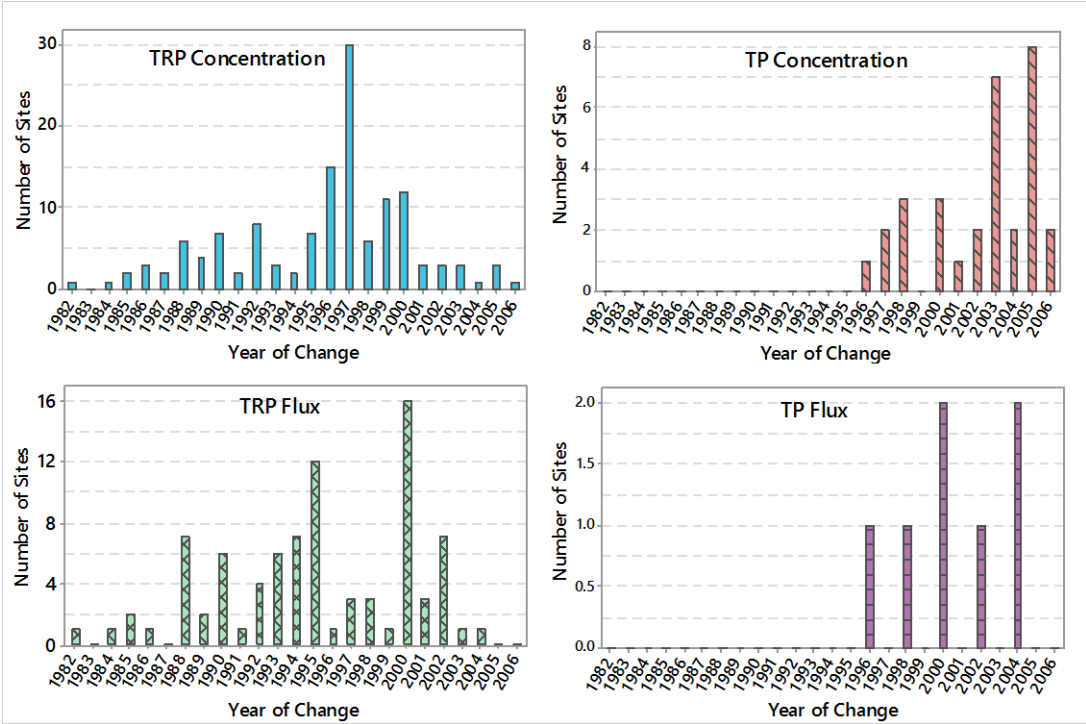 TRP Concentration
Number of Sites
30
20
10
0
1982 1983 1984 1985 1986 1987 1988 1989 1990 1991 1992 1993 1994 1995 1996 1997 1998 1999 2000 2001 2002 2003 2004 2005 2006
Year of Change
TP Concentration
Number of Sites
8
6
4
2
0
1982 1983 1984 1985 1986 1987 1988 1989 1990 1991 1992 1993 1994 1995 1996 1997 1998 1999 2000 2001 2002 2003 2004 2005 2006
Year of Change
TRP Flux
Number of Sites
16
12
8
4
0
1982 1983 1984 1985 1986 1987 1988 1989 1990 1991 1992 1993 1994 1995 1996 1997 1998 1999 2000 2001 2002 2003 2004 2005 2006
Year of Change
TP Flux
Number of Sites
2.0
1.5
1.0
0.5
0.0
1982 1983 1984 1985 1986 1987 1988 1989 1990 1991 1992 1993 1994 1995 1996 1997 1998 1999 2000 2001 2002 2003 2004 2005 2006
Year of Change